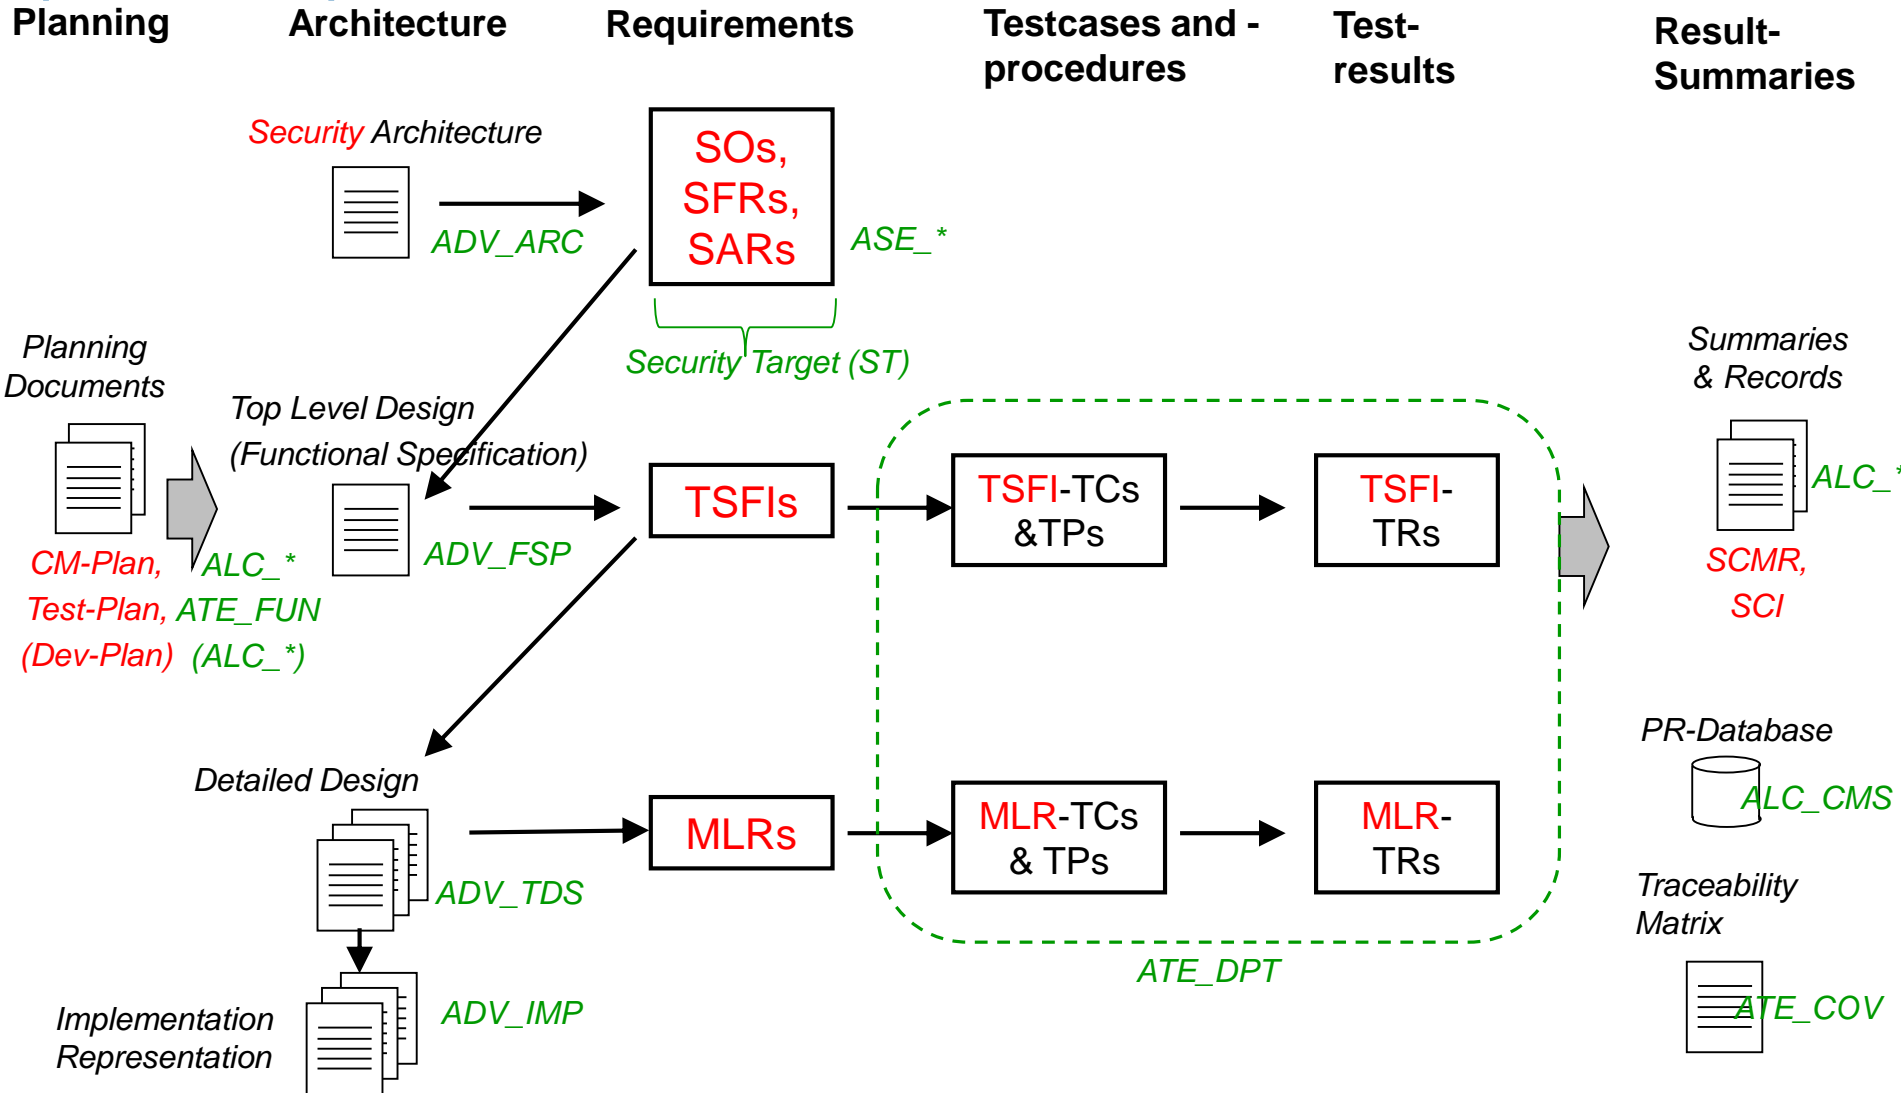 Planning
Architecture
Requirements
Testcases and -
procedures
Test-
results
Result-
Summaries
Security Architecture
ADV_ARC
SOs,
SFRs,
SARs
ASE_*
Security Target (ST)
Planning
Documents
CM-Plan,
Test-Plan,
(Dev-Plan)
ALC_*
ATE_FUN
(ALC_*)
Top Level Design
(Functional Specification)
ADV_FSP
TSFIs
TSFI-TCs
&TPs
TSFI-
TRs
Summaries
& Records
ALC_*
SCMR,
SCI
Detailed Design
ADV_TDS
MLRs
MLR-TCs
& TPs
MLR-
TRs
ATE_DPT
PR-Database
ALC_CMS
Traceability
Matrix
ATE_COV
Implementation
Representation
ADV_IMP